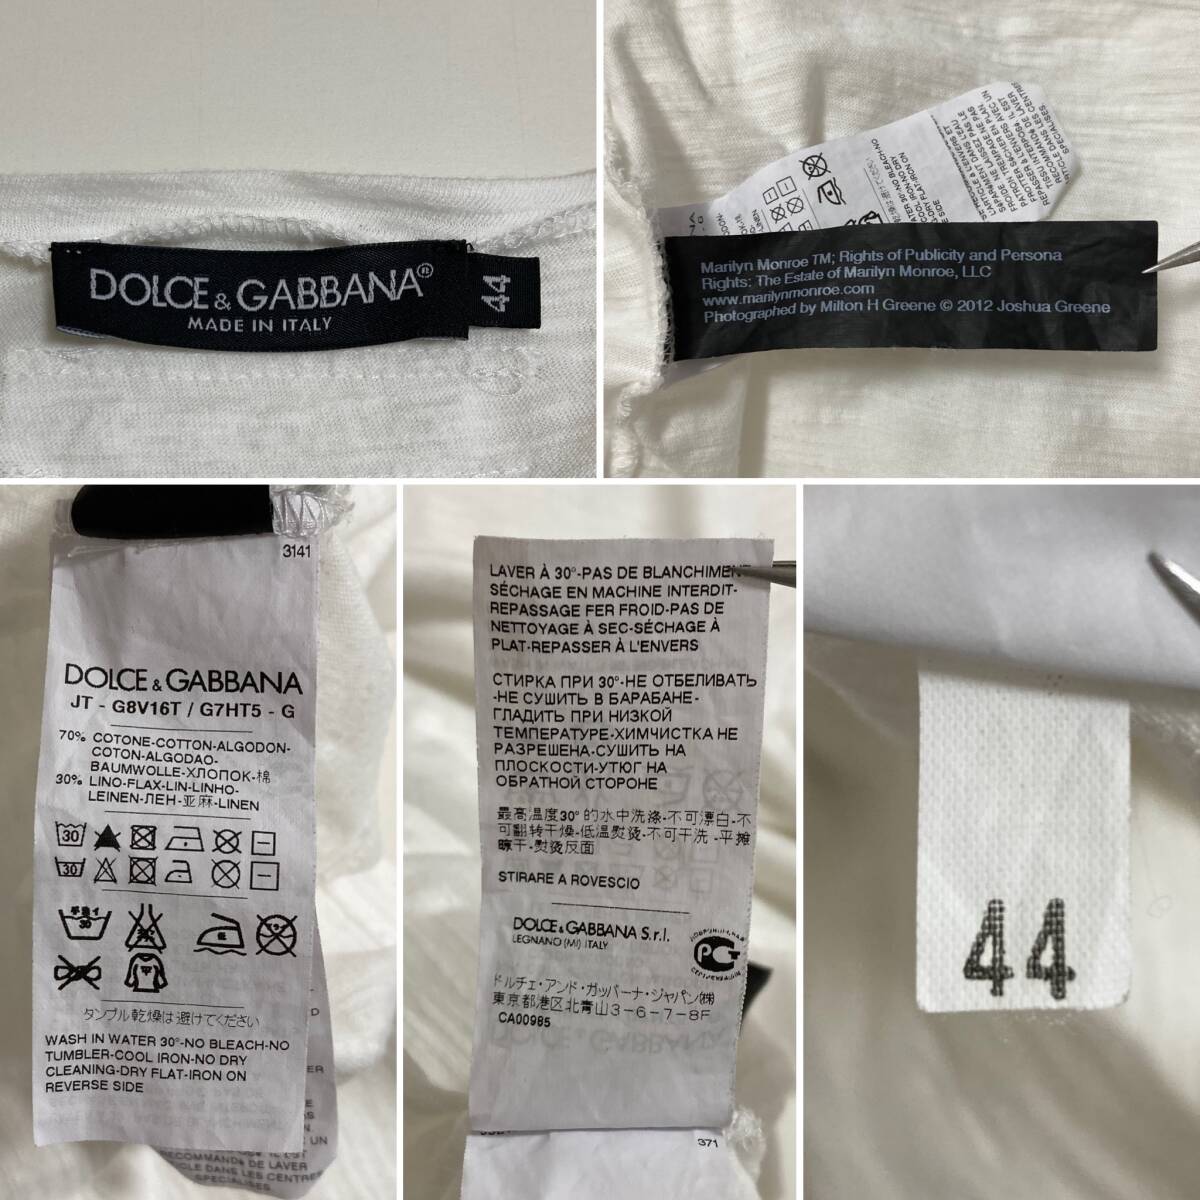 DOLCE & GABBANA®
MADE IN ITALY
44
Marilyn Monroe TM; Rights of Publicity and Persona
Rights: The Estate of Marilyn Monroe, LLC
www.marilynmonroe.com
Photographed by Milton H Greene © 2012 Joshua Greene
3141
DOLCE & GABBANA
JT - G8V16T / G7HT5 - G
70% COTONE-COTTON-ALGODON-
COTON-ALGODAO-
BAUMWOLLE-ХЛОПОК-棉
30% LINO-FLAX-LIN-LINHO-
LEINEN-ЛЕН-亚麻-LINEN
30
30
30
タンブル乾燥は避けてください
WASH IN WATER 30°-NO BLEACH-NO
TUMBLER-COOL IRON-NO DRY
CLEANING-DRY FLAT-IRON ON
REVERSE SIDE
LAVER À 30°-PAS DE BLANCHIMENT
SÉCHAGE EN MACHINE INTERDIT-
REPASSAGE FER FROID-PAS DE
NETTOYAGE À SEC-SÉCHAGE À
PLAT-REPASSER À L'ENVERS
СТИРКА ПРИ 30°-НЕ ОТБЕЛИВАТЬ
-НЕ СУШИТЬ В БАРАБАНЕ-
ГЛАДИТЬ ПРИ НИЗКОЙ
ТЕМПЕРАТУРЕ-ХИМЧИСТКА НЕ
РАЗРЕШЕНА-СУШИТЬ НА
ПЛОСКОСТИ-УТЮГ НА
ОБРАТНОЙ СТОРОНЕ
最高温度30°的水中洗涤-不可漂白-不
可翻转干燥-低温熨烫-不可干洗-平摊
晾干-熨烫反面
STIRARE A ROVESCIO
DOLCE & GABBANA S.r.l.
LEGNANO (MI) ITALY
ドルチェ・アンド・ガッバーナ・ジャパン(株)
東京都港区北青山3-6-7-8F
CA00985
371
44